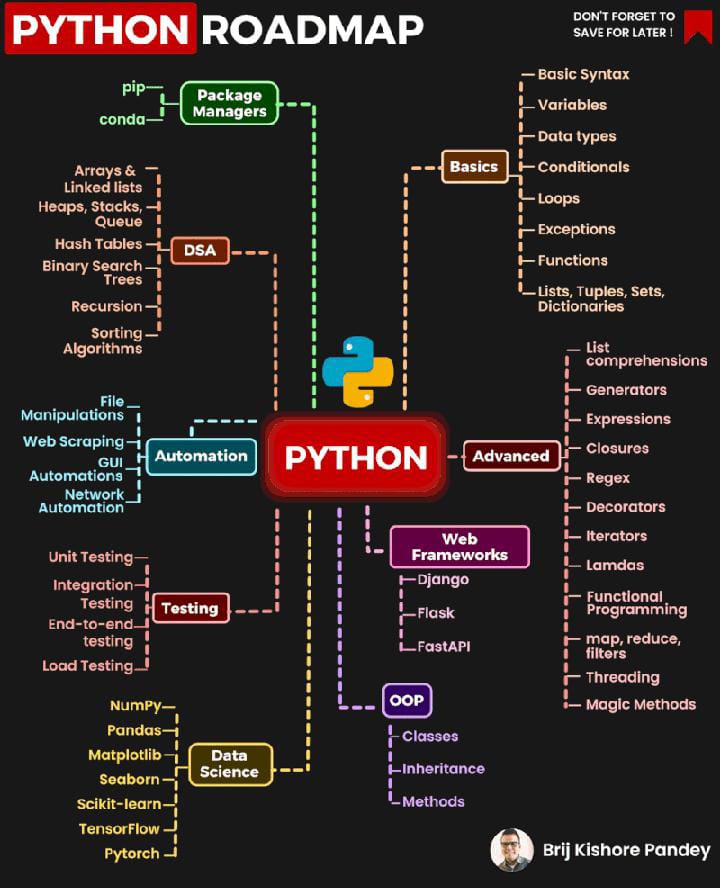 PYTHON ROADMAP
DON'T FORGET TO
SAVE FOR LATER !
pip
conda
Package
Managers
Basics
Basic Syntax
Variables
Data types
Conditionals
Loops
Exceptions
Functions
Lists, Tuples, Sets,
Dictionaries
Arrays &
Linked lists
Heaps, Stacks,
Queue
Hash Tables
Binary Search
Trees
Recursion
Sorting
Algorithms
DSA
File
Manipulations
Web Scraping
GUI
Automations
Network
Automation
Automation
PYTHON
Advanced
List
comprehensions
Generators
Expressions
Closures
Regex
Decorators
Iterators
Lamdas
Functional
Programming
map, reduce,
filters
Threading
Magic Methods
Web
Frameworks
Django
Flask
FastAPI
Unit Testing
Integration
Testing
End-to-end
testing
Load Testing
Testing
OOP
Classes
Inheritance
Methods
NumPy
Pandas
Matplotlib
Seaborn
Scikit-learn
TensorFlow
Pytorch
Data
Science
Brij Kishore Pandey